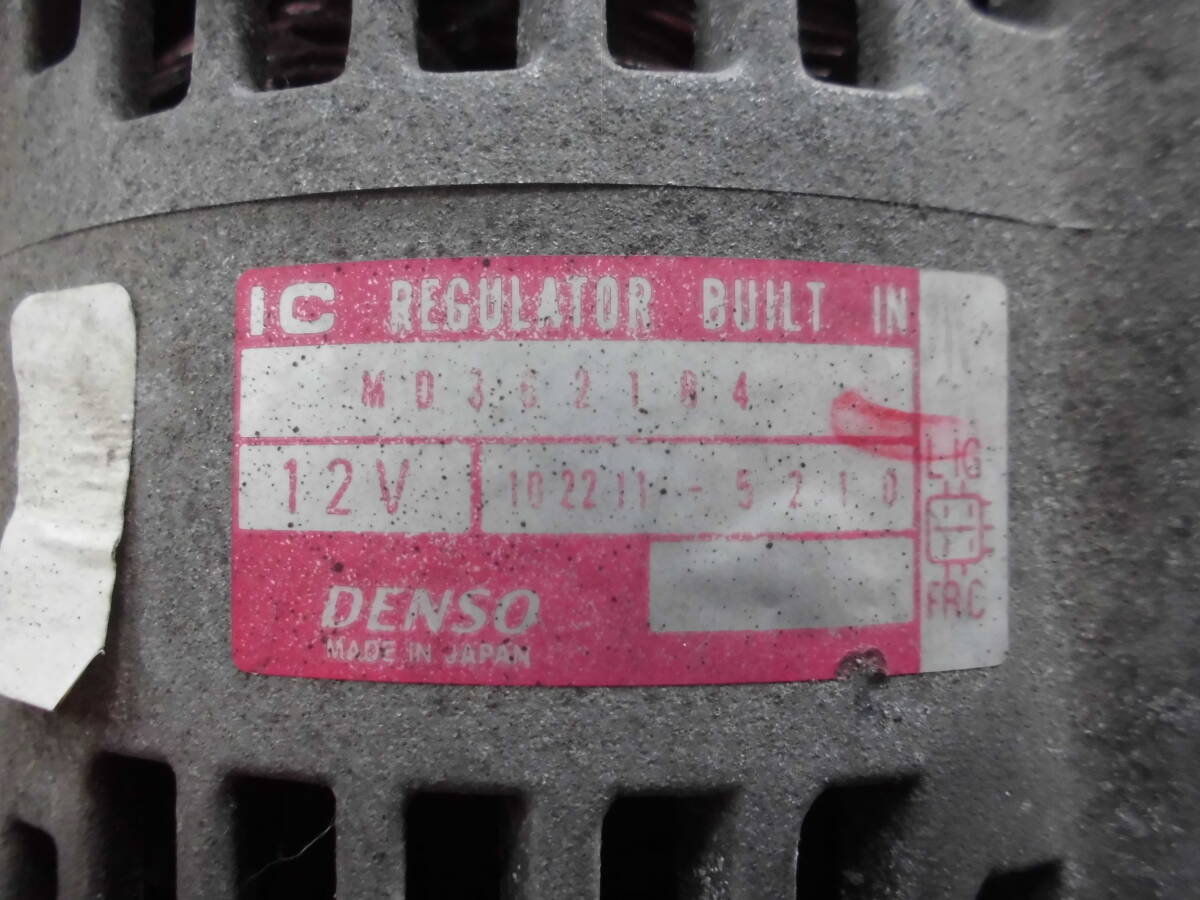 IC REGULATOR BUILT IN
MD362184
12V 102211-5210
L IG
FR C
DENSO
MADE IN JAPAN